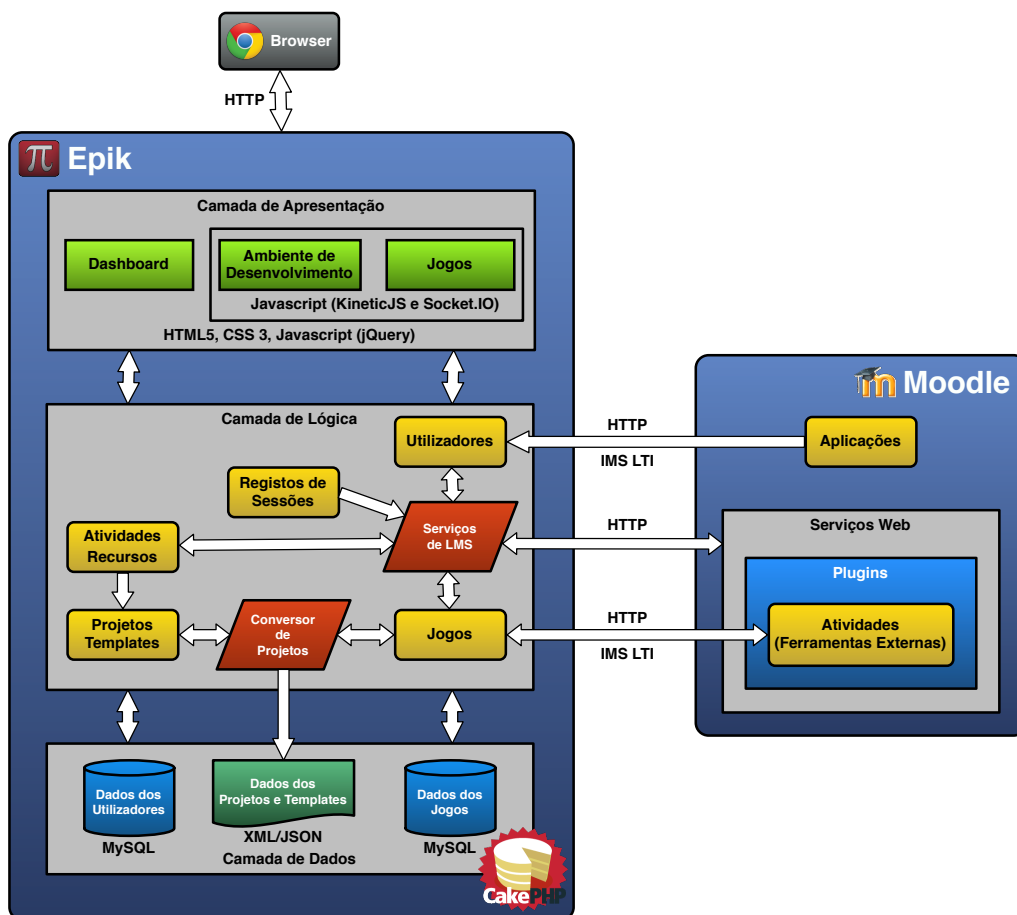 Browser
HTTP
π Epik
Camada de Apresentação
Dashboard
Ambiente de
Desenvolvimento
Jogos
Javascript (KineticJS e Socket.IO)
HTML5, CSS 3, Javascript (jQuery)
Camada de Lógica
Utilizadores
Registos de
Sessões
Serviços
de LMS
Atividades
Recursos
Projetos
Templates
Conversor
de
Projetos
Jogos
HTTP
IMS LTI
HTTP
HTTP
IMS LTI
m Moodle
Aplicações
Serviços Web
Plugins
Atividades
(Ferramentas Externas)
Dados dos
Utilizadores
MySQL
Dados dos
Projetos e Templates
XML/JSON
Camada de Dados
Dados dos
Jogos
MySQL
CakePHP